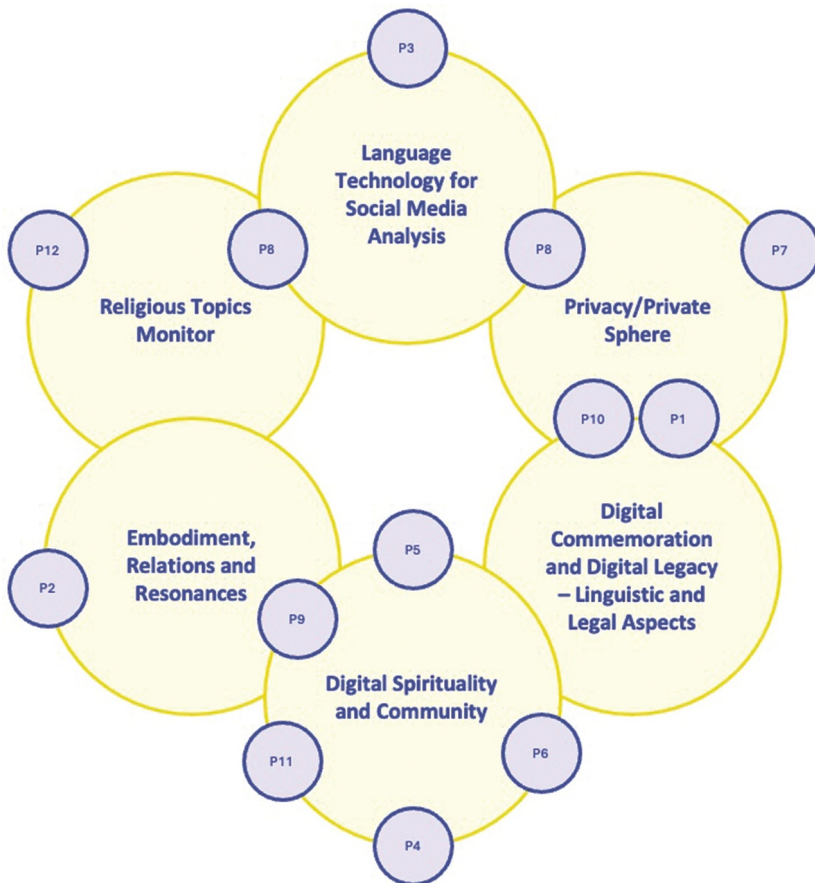 P3
Language
Technology for
Social Media
Analysis
P12
P8
P8
P7
Religious Topics
Monitor
Privacy/Private
Sphere
P10
P1
Embodiment,
Relations and
Resonances
P2
P9
P5
Digital
Commemoration
and Digital Legacy
– Linguistic and
Legal Aspects
Digital Spirituality
and Community
P11
P6
P4